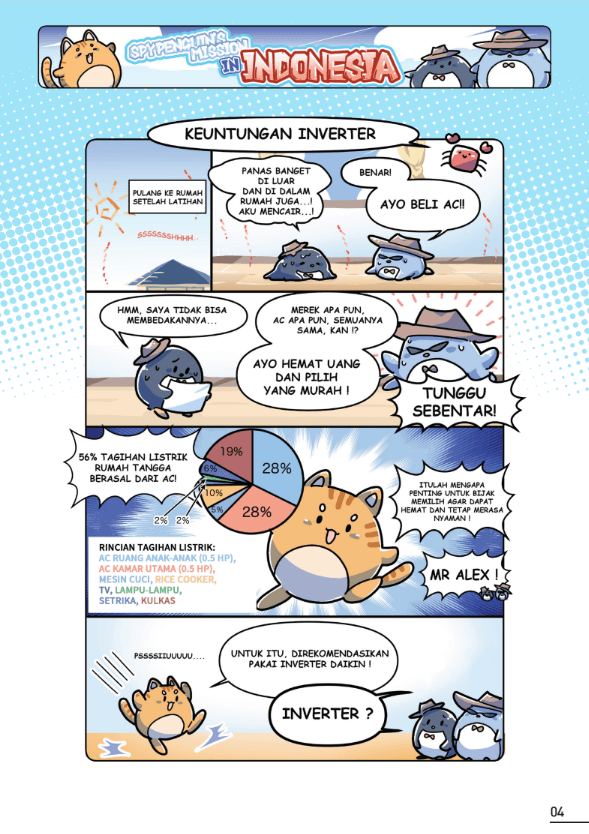 SPY PENGUIN'S
MISSION
IN INDONESIA
KEUNTUNGAN INVERTER
PULANG KE RUMAH
SETELAH LATIHAN
SSSSSSSHHHH..
PANAS BANGET
DI LUAR
DAN DI DALAM
RUMAH JUGA...!
AKU MENCAIR...!
BENAR!
AYO BELI AC!!
HMM, SAYA TIDAK BISA
MEMBEDAKANNYA...
MEREK APA PUN,
AC APA PUN, SEMUANYA
SAMA, KAN !?
AYO HEMAT UANG
DAN PILIH
YANG MURAH !
TUNGGU
SEBENTAR!
56% TAGIHAN LISTRIK
RUMAH TANGGA
BERASAL DARI AC!
19%
28%
6%
10%
5%
28%
2% 2%
RINCIAN TAGIHAN LISTRIK:
AC RUANG ANAK-ANAK (0.5 HP),
AC KAMAR UTAMA (0.5 HP),
MESIN CUCI, RICE COOKER,
TV, LAMPU-LAMPU,
SETRIKA, KULKAS
ITULAH MENGAPA
PENTING UNTUK BIJAK
MEMILIH AGAR DAPAT
HEMAT DAN TETAP MERASA
NYAMAN !
MR ALEX !
PSSSSIIUUUUU....
UNTUK ITU, DIREKOMENDASIKAN
PAKAI INVERTER DAIKIN !
INVERTER ?
04